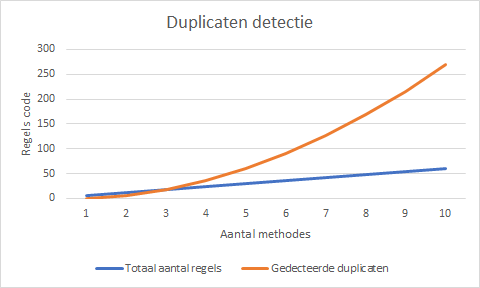 Duplicaten detectie
300
250
200
150
100
50
0
Regels code
1 2 3 4 5 6 7 8 9 10
Aantal methodes
Totaal aantal regels Gedecteerde duplicaten